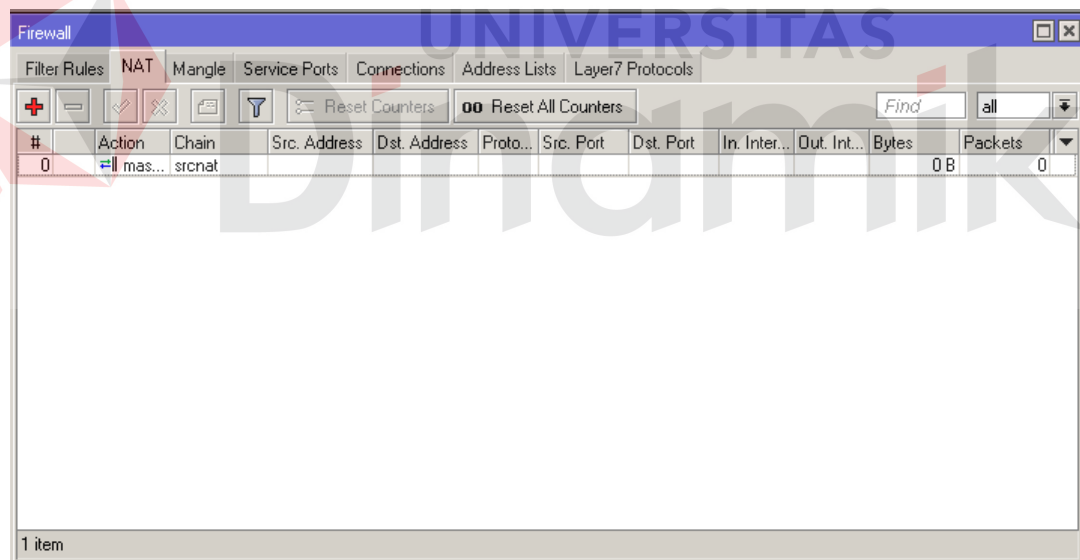 UNIVERSITAS
Dinamika
Firewall
Filter Rules NAT Mangle Service Ports Connections Address Lists Layer7 Protocols
Reset Counters 00 Reset All Counters Find all
# Action Chain Src. Address Dst. Address Proto... Src. Port Dst. Port In. Inter... Out. Int... Bytes Packets
0 mas... srcnat 0 B 0
1 item